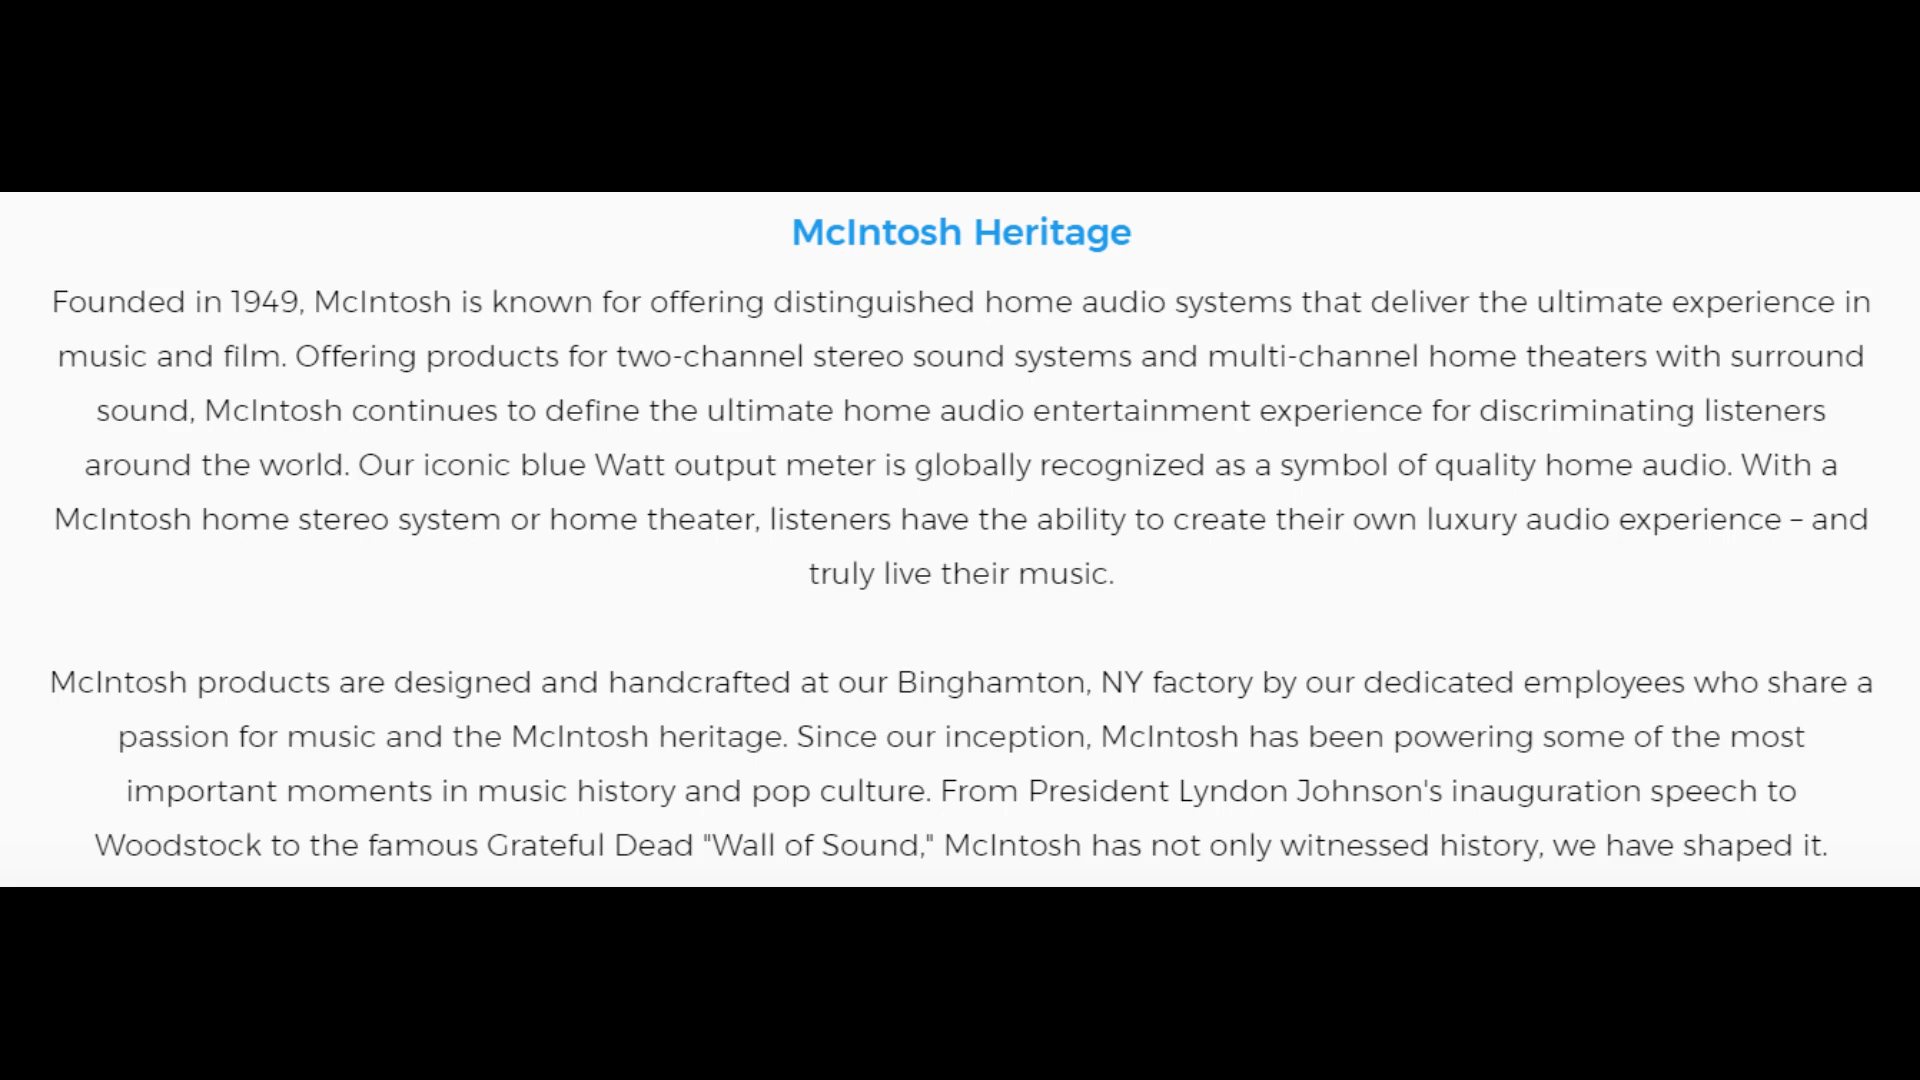 McIntosh Heritage
Founded in 1949, McIntosh is known for offering distinguished home audio systems that deliver the ultimate experience in
music and film. Offering products for two-channel stereo sound systems and multi-channel home theaters with surround
sound, McIntosh continues to define the ultimate home audio entertainment experience for discriminating listeners
around the world. Our iconic blue Watt output meter is globally recognized as a symbol of quality home audio. With a
McIntosh home stereo system or home theater, listeners have the ability to create their own luxury audio experience – and
truly live their music.
McIntosh products are designed and handcrafted at our Binghamton, NY factory by our dedicated employees who share a
passion for music and the McIntosh heritage. Since our inception, McIntosh has been powering some of the most
important moments in music history and pop culture. From President Lyndon Johnson's inauguration speech to
Woodstock to the famous Grateful Dead "Wall of Sound," McIntosh has not only witnessed history, we have shaped it.